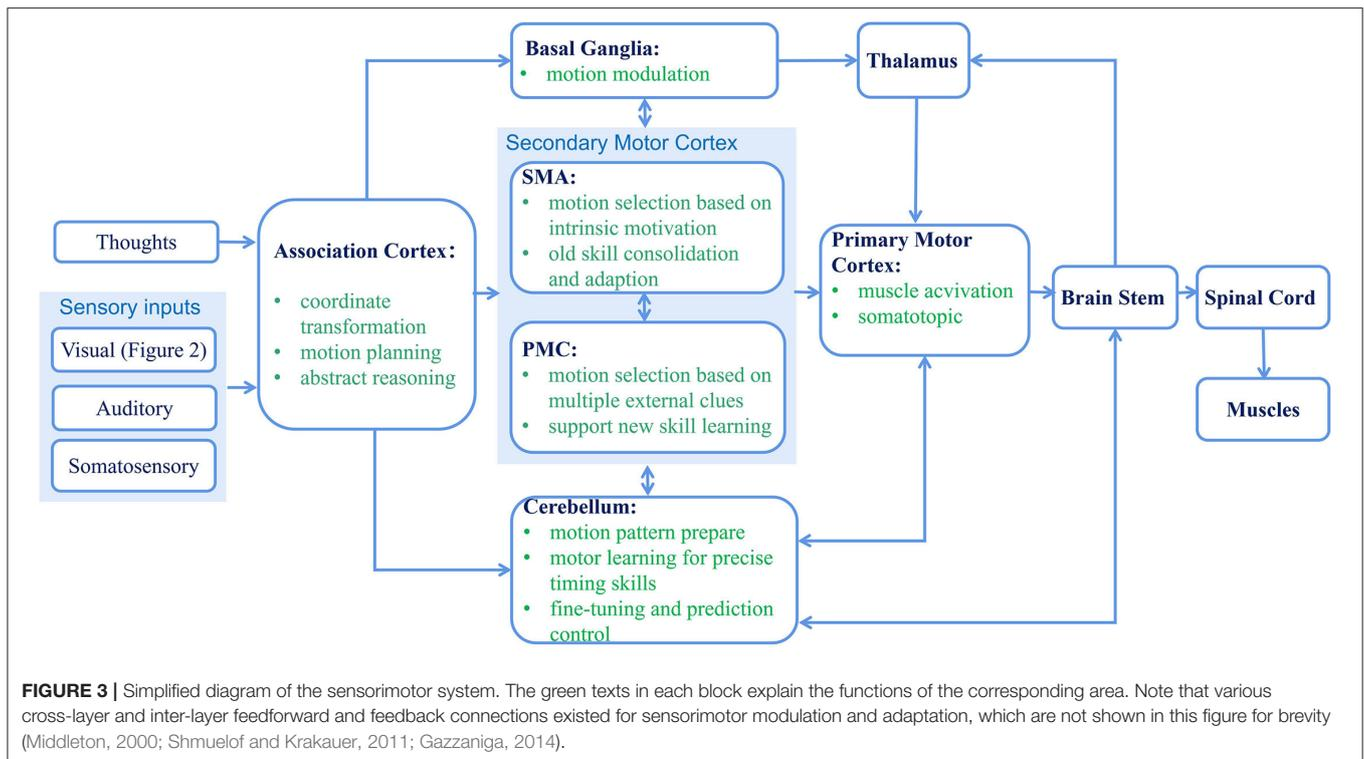 Basal Ganglia:
• motion modulation
Thalamus
Secondary Motor Cortex
SMA:
• motion selection based on
intrinsic motivation
• old skill consolidation
and adaption
Thoughts
Association Cortex:
• coordinate
transformation
• motion planning
• abstract reasoning
Sensory inputs
Visual (Figure 2)
Auditory
Somatosensory
PMC:
• motion selection based on
multiple external clues
• support new skill learning
Primary Motor
Cortex:
• muscle acvivation
• somatotopic
Brain Stem
Spinal Cord
Muscles
Cerebellum:
• motion pattern prepare
• motor learning for precise
timing skills
• fine-tuning and prediction
control
FIGURE 3 | Simplified diagram of the sensorimotor system. The green texts in each block explain the functions of the corresponding area. Note that various
cross-layer and inter-layer feedforward and feedback connections existed for sensorimotor modulation and adaptation, which are not shown in this figure for brevity
(Middleton, 2000; Shmuelof and Krakauer, 2011; Gazzaniga, 2014).